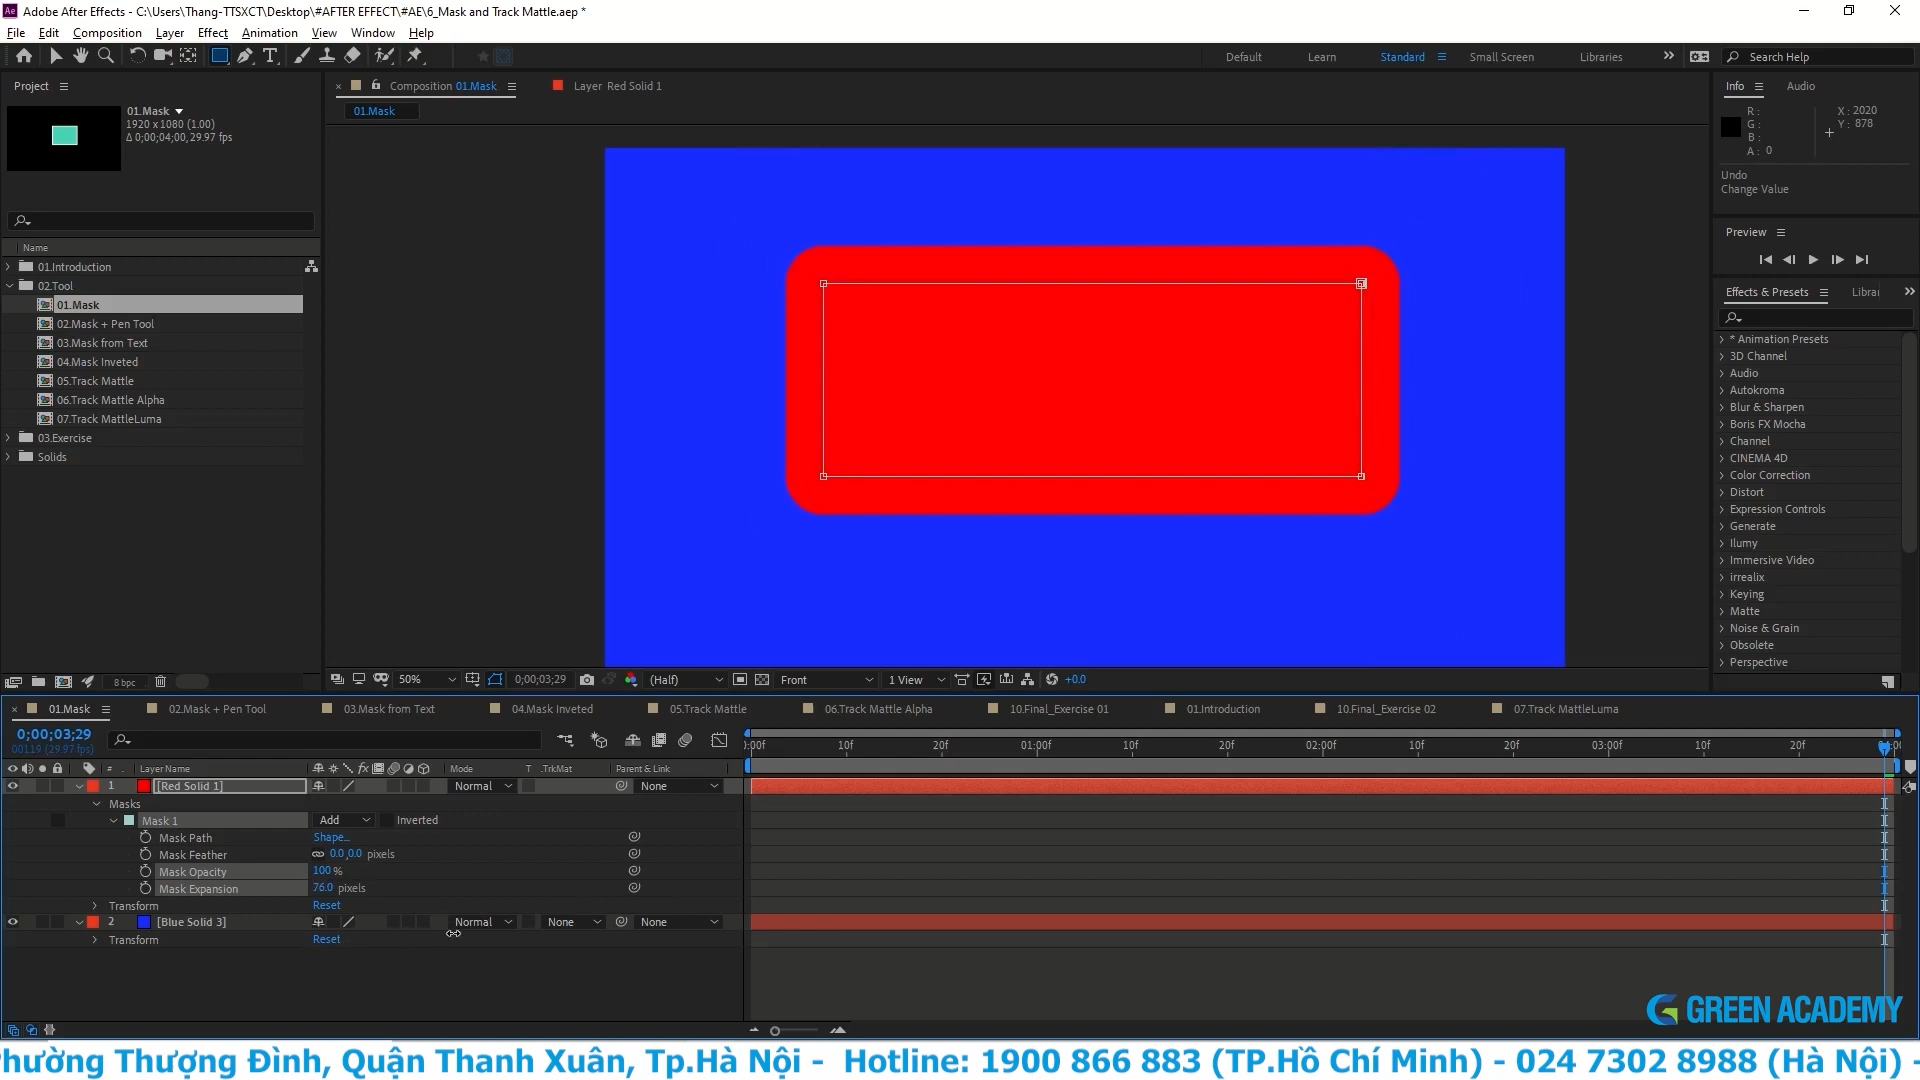 Adobe After Effects - C:\Users\Thang-TTSXCT\Desktop\#AFTER EFFECT\#AE\6_Mask and Track Mattle.aep *
File Edit Composition Layer Effect Animation View Window Help
Default Learn Standard Small Screen Libraries Search Help
Project
01.Mask
1920 x 1080 (1.00)
Δ 0;00;04;00, 29.97 fps
Name
01.Introduction
02.Tool
01.Mask
02.Mask + Pen Tool
03.Mask from Text
04.Mask Inveted
05.Track Mattle
06.Track Mattle Alpha
07.Track MattleLuma
03.Exercise
Solids
8 bpc
Composition 01.Mask
Layer Red Solid 1
01.Mask
50% 0;00;03;29 (Half) Front 1 View +0.0
Info Audio
R :
G :
B :
A : 0
X : 2020
Y : 878
Undo
Change Value
Preview
Effects & Presets Librar
* Animation Presets
3D Channel
Audio
Autokroma
Blur & Sharpen
Boris FX Mocha
Channel
CINEMA 4D
Color Correction
Distort
Expression Controls
Generate
Ilumy
Immersive Video
irrealix
Keying
Matte
Noise & Grain
Obsolete
Perspective
01.Mask 02.Mask + Pen Tool 03.Mask from Text 04.Mask Inveted 05.Track Mattle 06.Track Mattle Alpha 10.Final_Exercise 01 01.Introduction 10.Final_Exercise 02 07.Track MattleLuma
0;00;03;29
00119 (29.97 fps)
:00f 10f 20f 01:00f 10f 20f 02:00f 10f 20f 03:00f 10f 20f
# Layer Name Mode T .TrkMat Parent & Link
1 [Red Solid 1] Normal None
Masks
Mask 1 Add Inverted
Mask Path Shape...
Mask Feather 0.0,0.0 pixels
Mask Opacity 100 %
Mask Expansion 76.0 pixels
Transform Reset
2 [Blue Solid 3] Normal None None
Transform Reset
GREEN ACADEMY
Phường Thượng Đình, Quận Thanh Xuân, Tp.Hà Nội - Hotline: 1900 866 883 (TP.Hồ Chí Minh) - 024 7302 8988 (Hà Nội) -